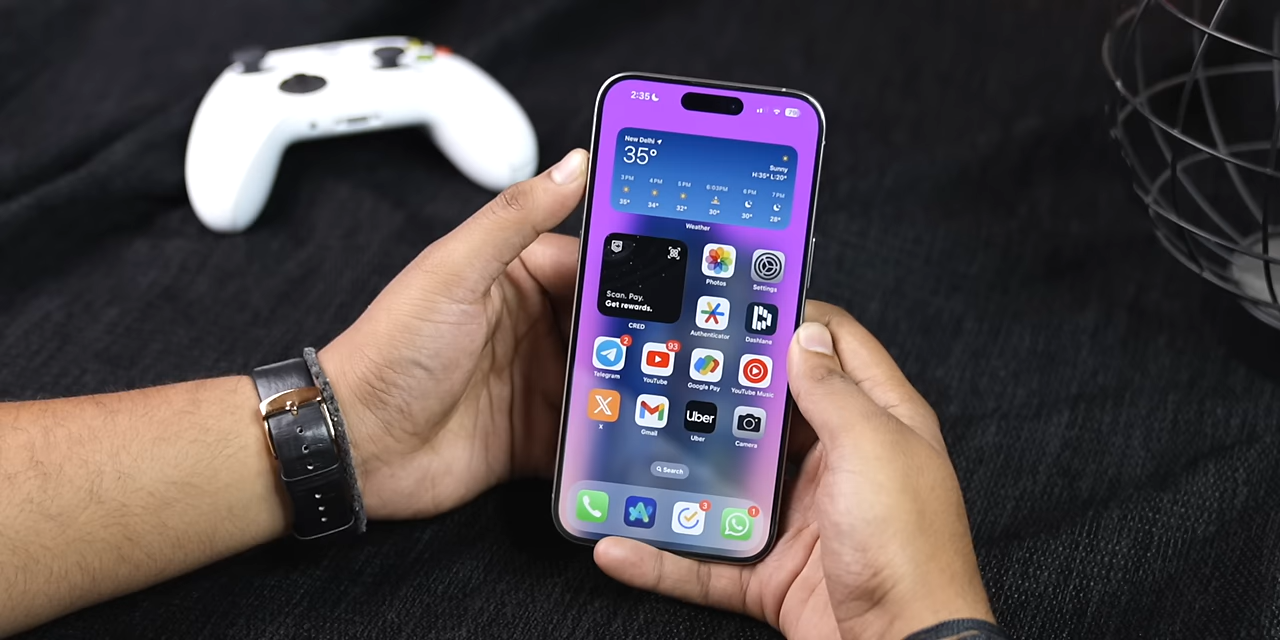 2:35
79
New Delhi
35°
Sunny
H:35° L:20°
3 PM 4 PM 5 PM 6:03PM 6 PM 7 PM
35° 34° 32° 30° 30° 28°
Weather
Scan. Pay.
Get rewards.
CRED
Photos
Settings
Authenticator
Dashlane
2
93
Telegram
YouTube
Google Pay
YouTube Music
Uber
X
Gmail
Uber
Camera
Search
3
1